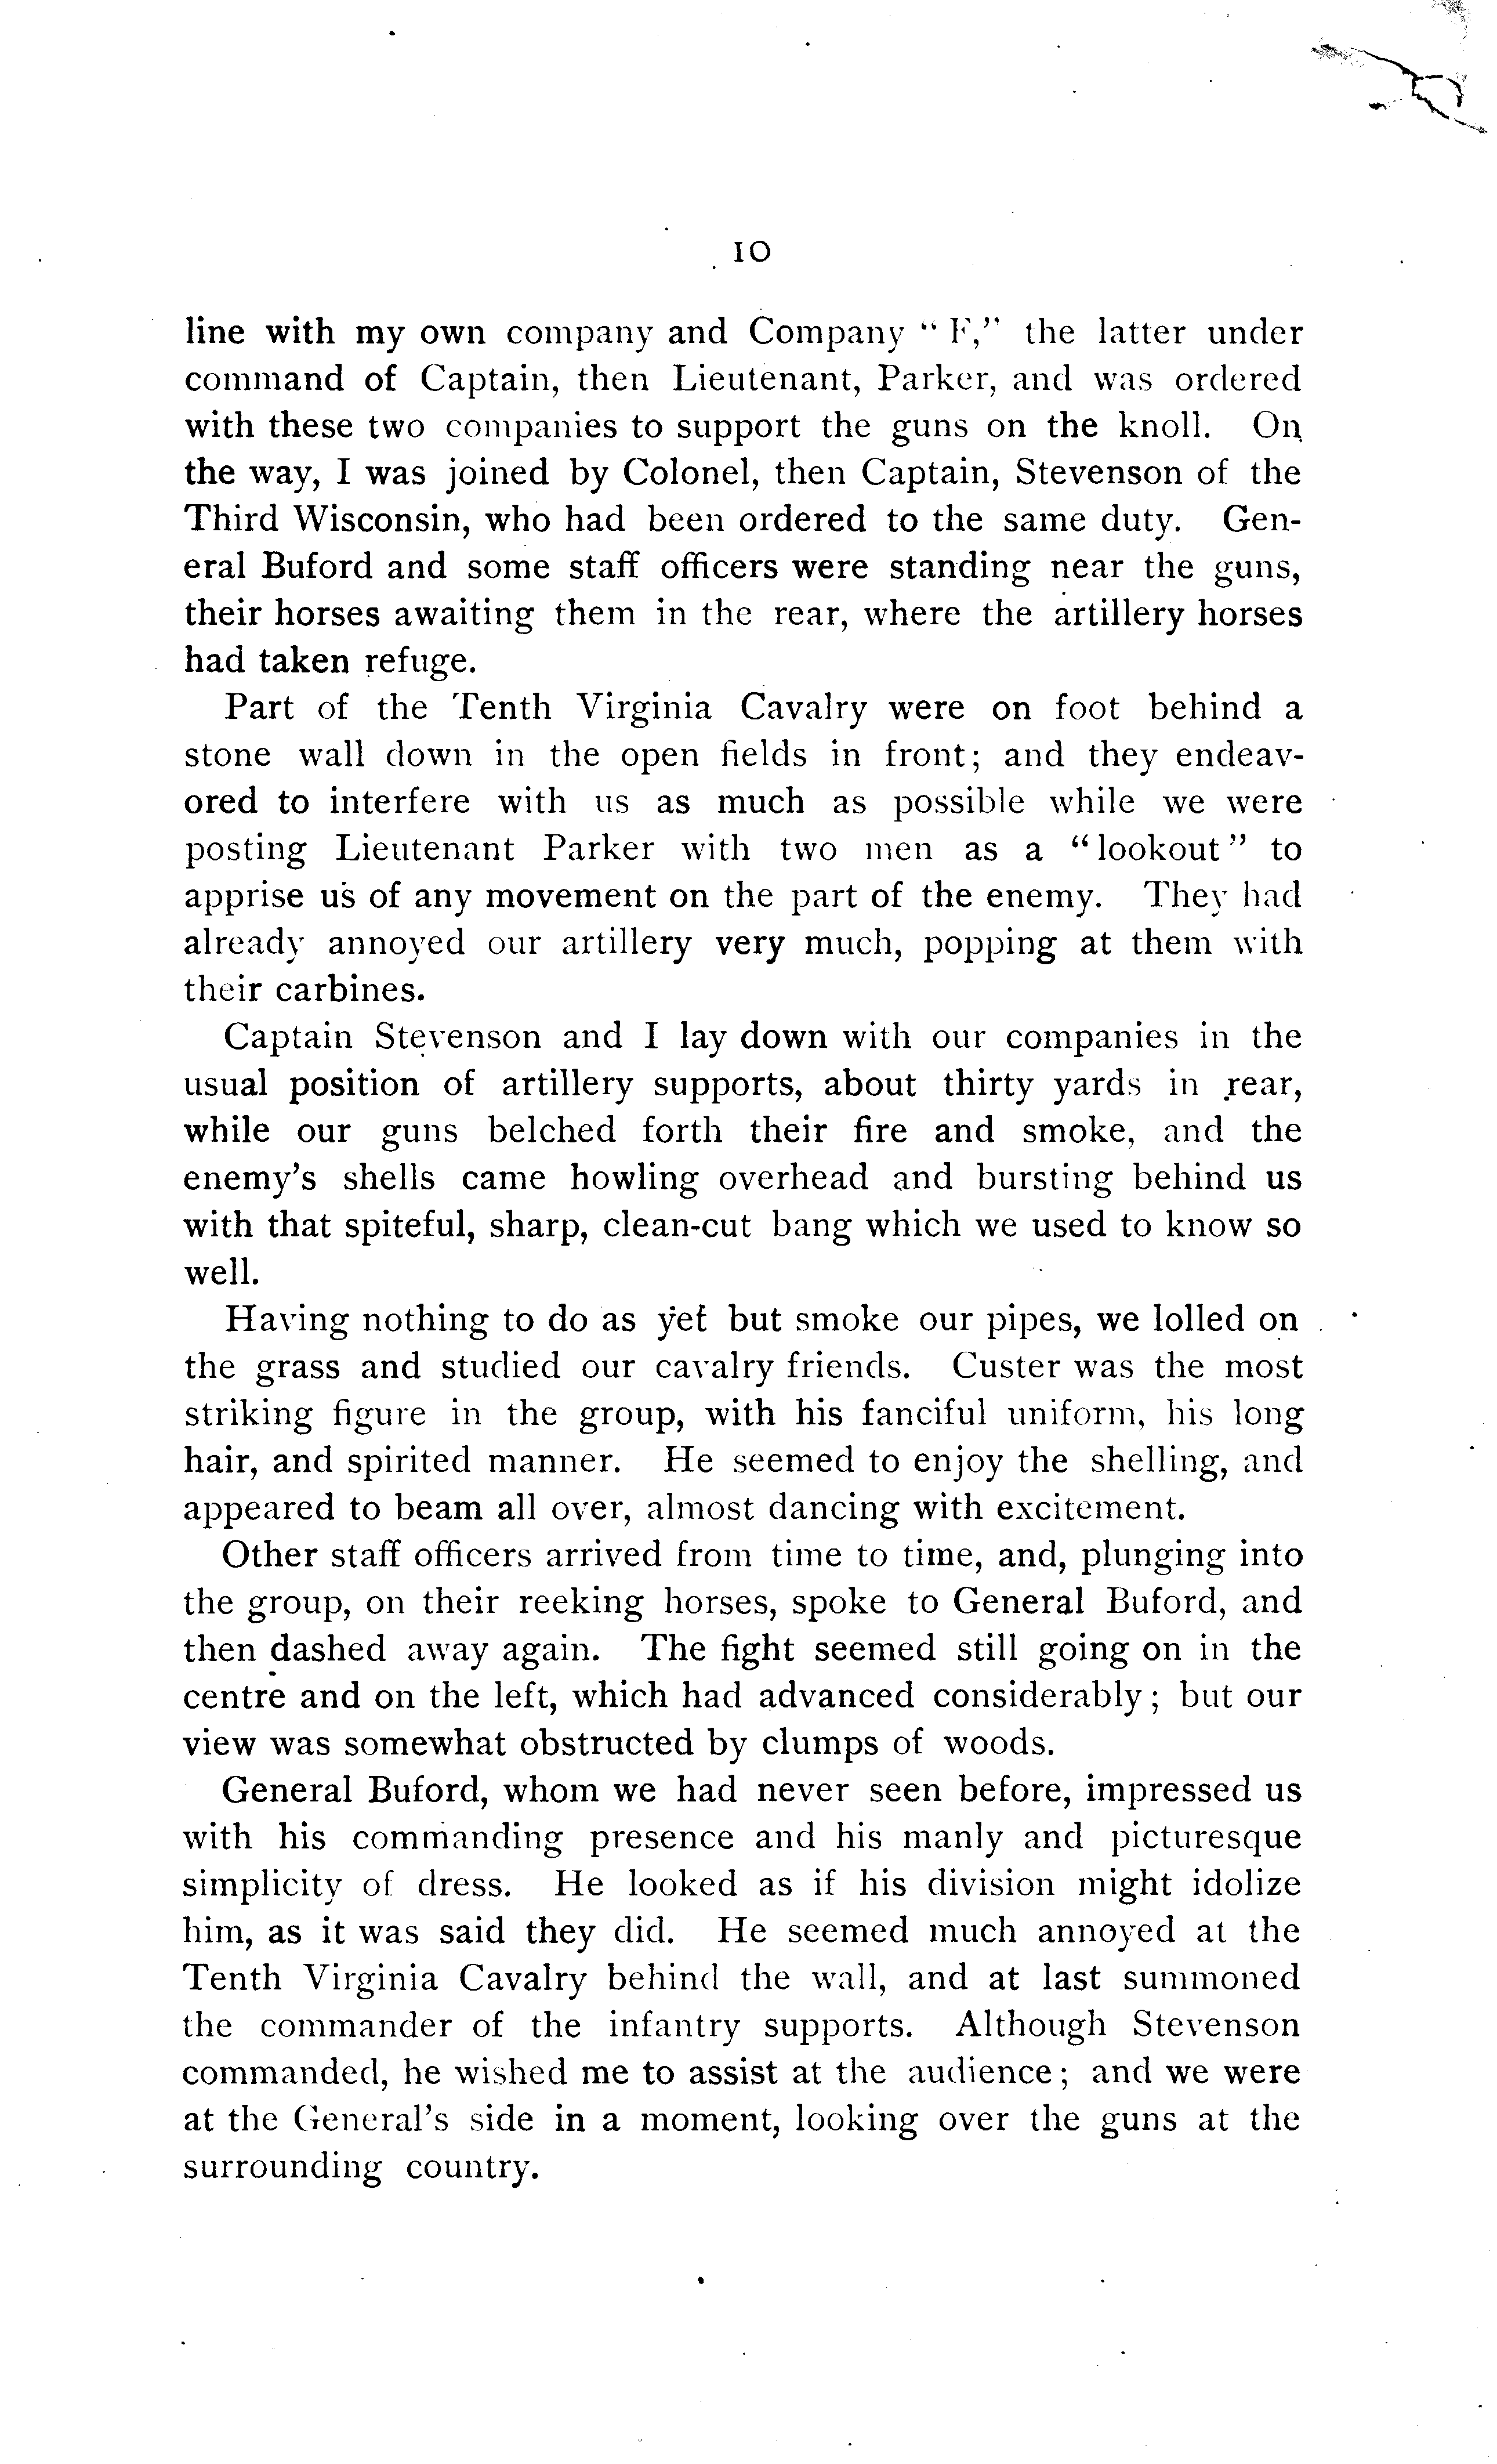 10
line with my own company and Company “F,” the latter under
command of Captain, then Lieutenant, Parker, and was ordered
with these two companies to support the guns on the knoll. On
the way, I was joined by Colonel, then Captain, Stevenson of the
Third Wisconsin, who had been ordered to the same duty. Gen-
eral Buford and some staff officers were standing near the guns,
their horses awaiting them in the rear, where the artillery horses
had taken refuge.
Part of the Tenth Virginia Cavalry were on foot behind a
stone wall down in the open fields in front; and they endeav-
ored to interfere with us as much as possible while we were
posting Lieutenant Parker with two men as a “lookout” to
apprise us of any movement on the part of the enemy. They had
already annoyed our artillery very much, popping at them with
their carbines.
Captain Stevenson and I lay down with our companies in the
usual position of artillery supports, about thirty yards in rear,
while our guns belched forth their fire and smoke, and the
enemy's shells came howling overhead and bursting behind us
with that spiteful, sharp, clean-cut bang which we used to know so
well.
Having nothing to do as yet but smoke our pipes, we lolled on
the grass and studied our cavalry friends. Custer was the most
striking figure in the group, with his fanciful uniform, his long
hair, and spirited manner. He seemed to enjoy the shelling, and
appeared to beam all over, almost dancing with excitement.
Other staff officers arrived from time to time, and, plunging into
the group, on their reeking horses, spoke to General Buford, and
then dashed away again. The fight seemed still going on in the
centre and on the left, which had advanced considerably; but our
view was somewhat obstructed by clumps of woods.
General Buford, whom we had never seen before, impressed us
with his commanding presence and his manly and picturesque
simplicity of dress. He looked as if his division might idolize
him, as it was said they did. He seemed much annoyed at the
Tenth Virginia Cavalry behind the wall, and at last summoned
the commander of the infantry supports. Although Stevenson
commanded, he wished me to assist at the audience; and we were
at the General's side in a moment, looking over the guns at the
surrounding country.